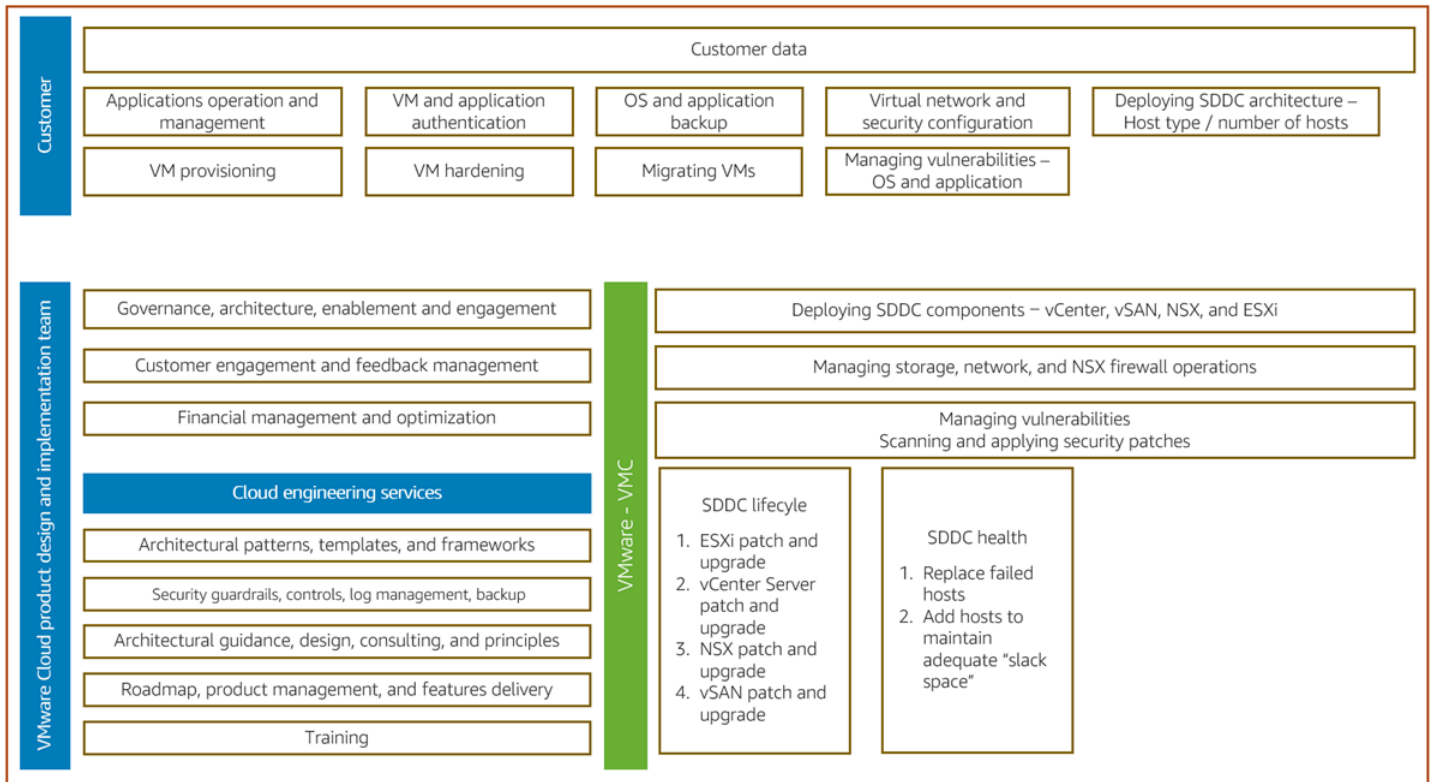 Customer
Customer data
Applications operation and
management
VM and application
authentication
OS and application
backup
Virtual network and
security configuration
Deploying SDDC architecture –
Host type / number of hosts
VM provisioning
VM hardening
Migrating VMs
Managing vulnerabilities –
OS and application
VMware Cloud product design and implementation team
Governance, architecture, enablement and engagement
Customer engagement and feedback management
Financial management and optimization
Cloud engineering services
Architectural patterns, templates, and frameworks
Security guardrails, controls, log management, backup
Architectural guidance, design, consulting, and principles
Roadmap, product management, and features delivery
Training
VMware - VMC
Deploying SDDC components – vCenter, vSAN, NSX, and ESXi
Managing storage, network, and NSX firewall operations
Managing vulnerabilities
Scanning and applying security patches
SDDC lifecyle
1. ESXi patch and
upgrade
2. vCenter Server
patch and
upgrade
3. NSX patch and
upgrade
4. vSAN patch and
upgrade
SDDC health
1. Replace failed
hosts
2. Add hosts to
maintain
adequate “slack
space”